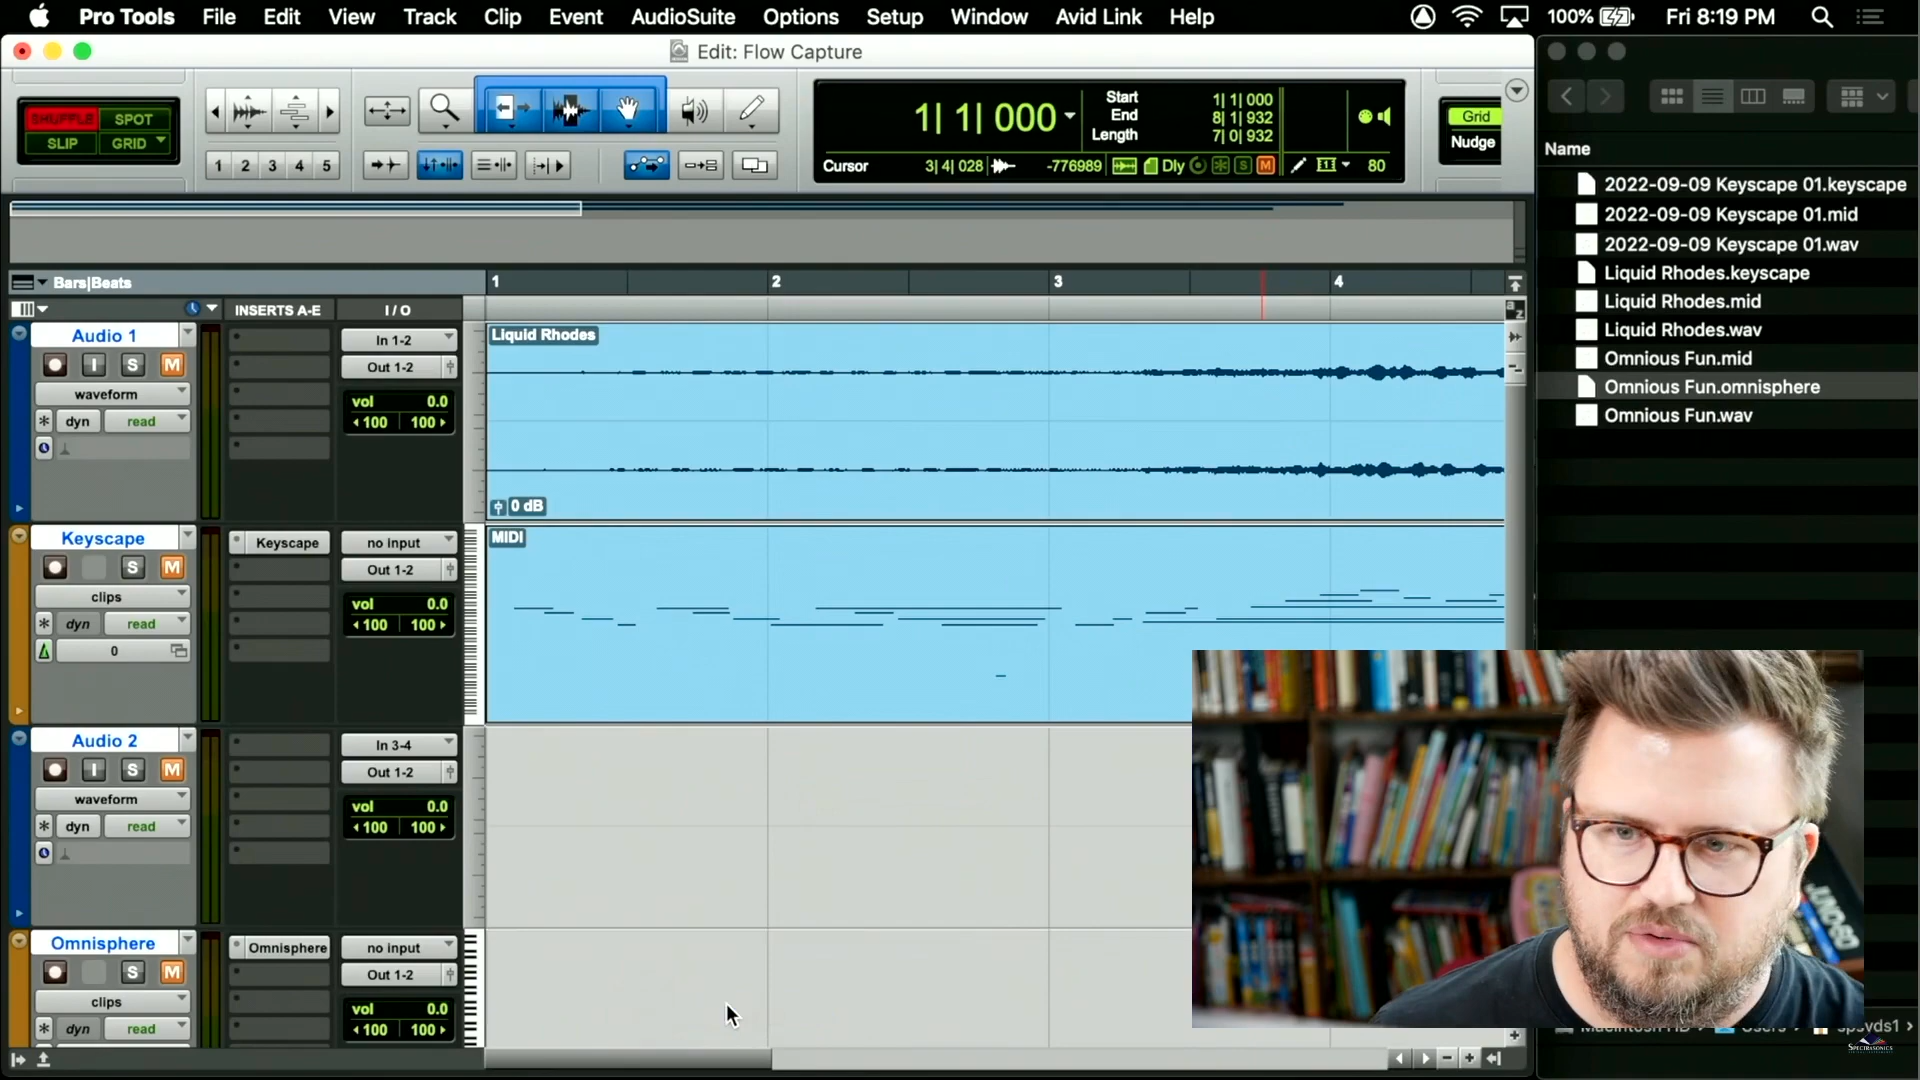 Pro Tools File Edit View Track Clip Event AudioSuite Options Setup Window Avid Link Help 100% Fri 8:19 PM
Edit: Flow Capture
SHUFFLE SPOT
SLIP GRID
1 2 3 4 5
1| 1| 000
Start 1| 1| 000
End 8| 1| 932
Length 7| 0| 932
Cursor 3| 4| 028 -776989 Dly S M 80
Grid
Nudge
Name
2022-09-09 Keyscape 01.keyscape
2022-09-09 Keyscape 01.mid
2022-09-09 Keyscape 01.wav
Liquid Rhodes.keyscape
Liquid Rhodes.mid
Liquid Rhodes.wav
Omnious Fun.mid
Omnious Fun.omnisphere
Omnious Fun.wav
Bars|Beats 1 2 3 4
INSERTS A-E I / O
a z
Audio 1 In 1-2 Liquid Rhodes
I S M Out 1-2
waveform
vol 0.0
dyn read 100 100
0 dB
Keyscape Keyscape no input MIDI
S M Out 1-2
clips
vol 0.0
dyn read 100 100
0
Audio 2 In 3-4
I S M Out 1-2
waveform
vol 0.0
dyn read 100 100
Omnisphere Omnisphere no input
S M Out 1-2
clips
vol 0.0
dyn read 100 100
JUNO-60
Macintosh HD Users spsvds1
SPECTRASONICS